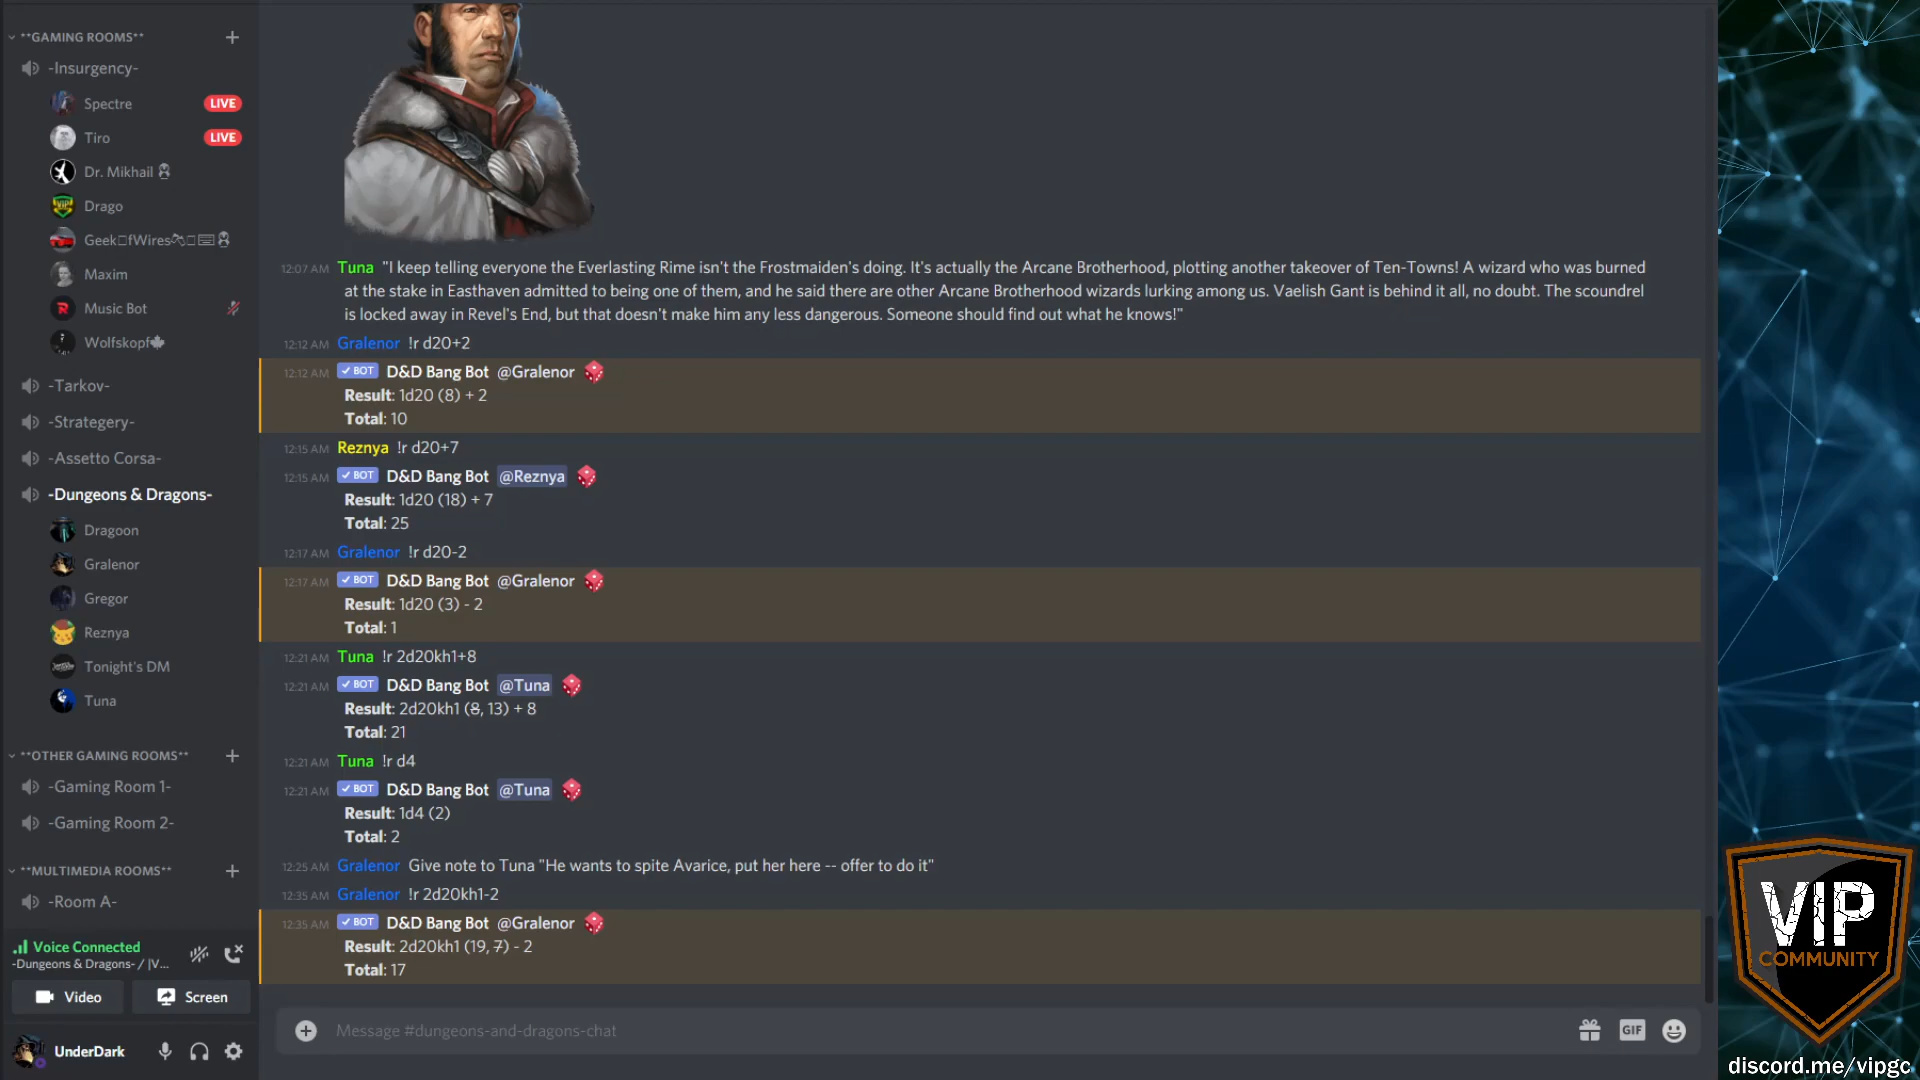 **GAMING ROOMS**
-Insurgency-
Spectre LIVE
Tiro LIVE
Dr. Mikhail
Drago
VIP
Geek fWires
Maxim
Music Bot
Wolfskopf
-Tarkov-
-Strategery-
-Assetto Corsa-
-Dungeons & Dragons-
Dragoon
Gralenor
Gregor
Reznya
Tonight's DM
Tuna
**OTHER GAMING ROOMS**
-Gaming Room 1-
-Gaming Room 2-
**MULTIMEDIA ROOMS**
-Room A-
Voice Connected
-Dungeons & Dragons- / |V...
Video Screen
UnderDark
12:07 AM Tuna "I keep telling everyone the Everlasting Rime isn't the Frostmaiden's doing. It's actually the Arcane Brotherhood, plotting another takeover of Ten-Towns! A wizard who was burned
at the stake in Easthaven admitted to being one of them, and he said there are other Arcane Brotherhood wizards lurking among us. Vaelish Gant is behind it all, no doubt. The scoundrel
is locked away in Revel's End, but that doesn't make him any less dangerous. Someone should find out what he knows!"
12:12 AM Gralenor !r d20+2
12:12 AM BOT D&D Bang Bot @Gralenor
Result: 1d20 (8) + 2
Total: 10
12:15 AM Reznya !r d20+7
12:15 AM BOT D&D Bang Bot @Reznya
Result: 1d20 (18) + 7
Total: 25
12:17 AM Gralenor !r d20-2
12:17 AM BOT D&D Bang Bot @Gralenor
Result: 1d20 (3) - 2
Total: 1
12:21 AM Tuna !r 2d20kh1+8
12:21 AM BOT D&D Bang Bot @Tuna
Result: 2d20kh1 (8, 13) + 8
Total: 21
12:21 AM Tuna !r d4
12:21 AM BOT D&D Bang Bot @Tuna
Result: 1d4 (2)
Total: 2
12:25 AM Gralenor Give note to Tuna "He wants to spite Avarice, put her here -- offer to do it"
12:35 AM Gralenor !r 2d20kh1-2
12:35 AM BOT D&D Bang Bot @Gralenor
Result: 2d20kh1 (19, 7) - 2
Total: 17
Message #dungeons-and-dragons-chat
GIF
VIP
COMMUNITY
discord.me/vipgc